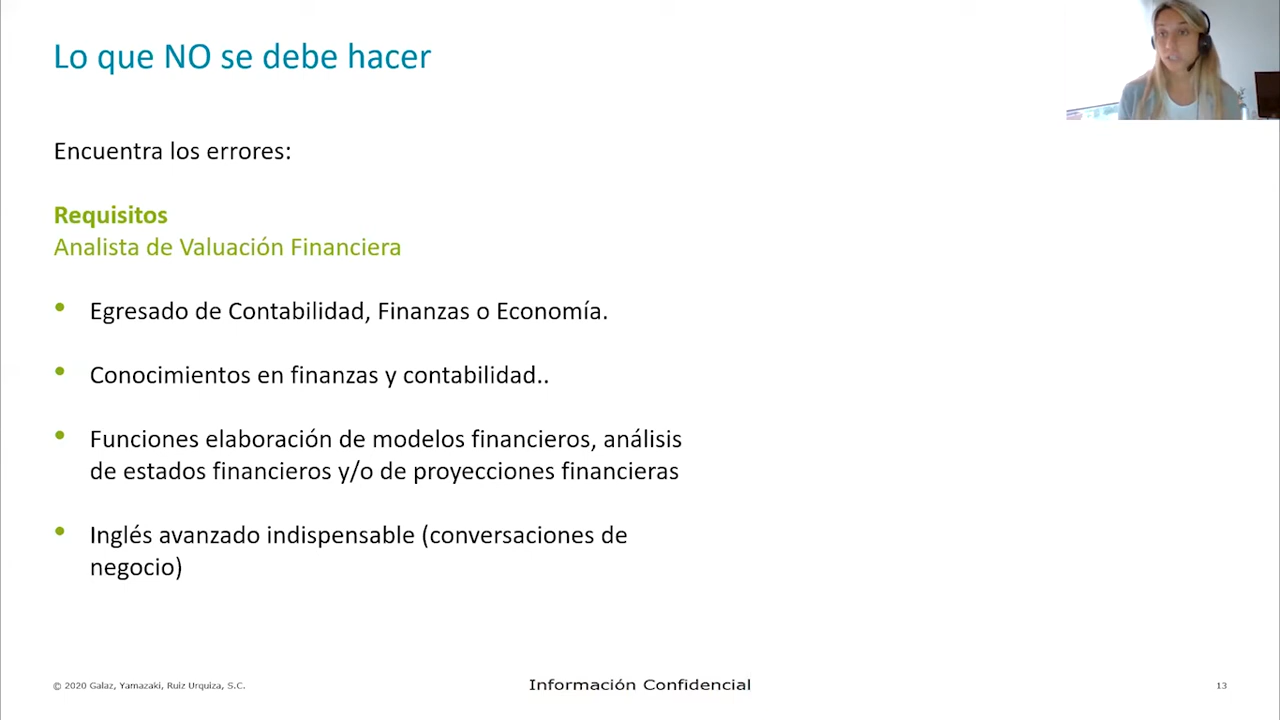 Lo que NO se debe hacer
Encuentra los errores:
Requisitos
Analista de Valuación Financiera
• Egresado de Contabilidad, Finanzas o Economía.
• Conocimientos en finanzas y contabilidad..
• Funciones elaboración de modelos financieros, análisis
de estados financieros y/o de proyecciones financieras
• Inglés avanzado indispensable (conversaciones de
negocio)
© 2020 Galaz, Yamazaki, Ruiz Urquiza, S.C.
Información Confidencial
13